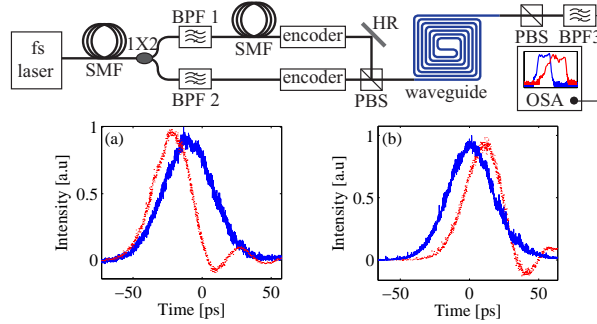 fs
laser
SMF
1X2
BPF 1
SMF
encoder
HR
BPF 2
encoder
PBS
waveguide
PBS
BPF3
OSA
(a)
Intensity [a.u]
1
0.5
0
−50
0
50
Time [ps]
(b)
Intensity [a.u]
1
0.5
0
−50
0
50
Time [ps]